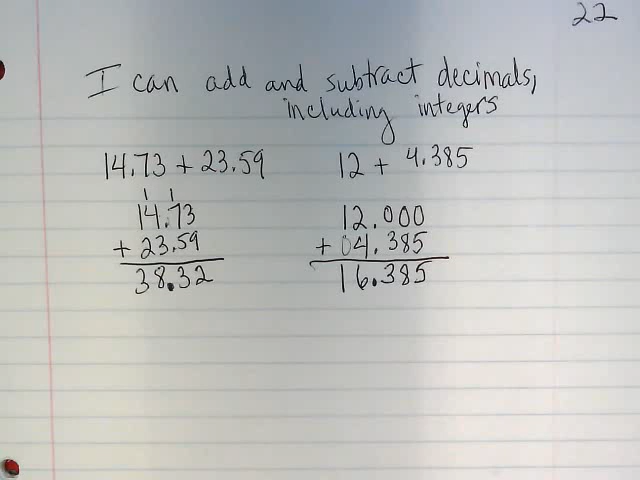 22
I can add and subtract decimals,
including integers
14.73 + 23.59
1 1
14.73
+ 23.59
38.32
12 + 4.385
12.000
+ 04.385
16.385